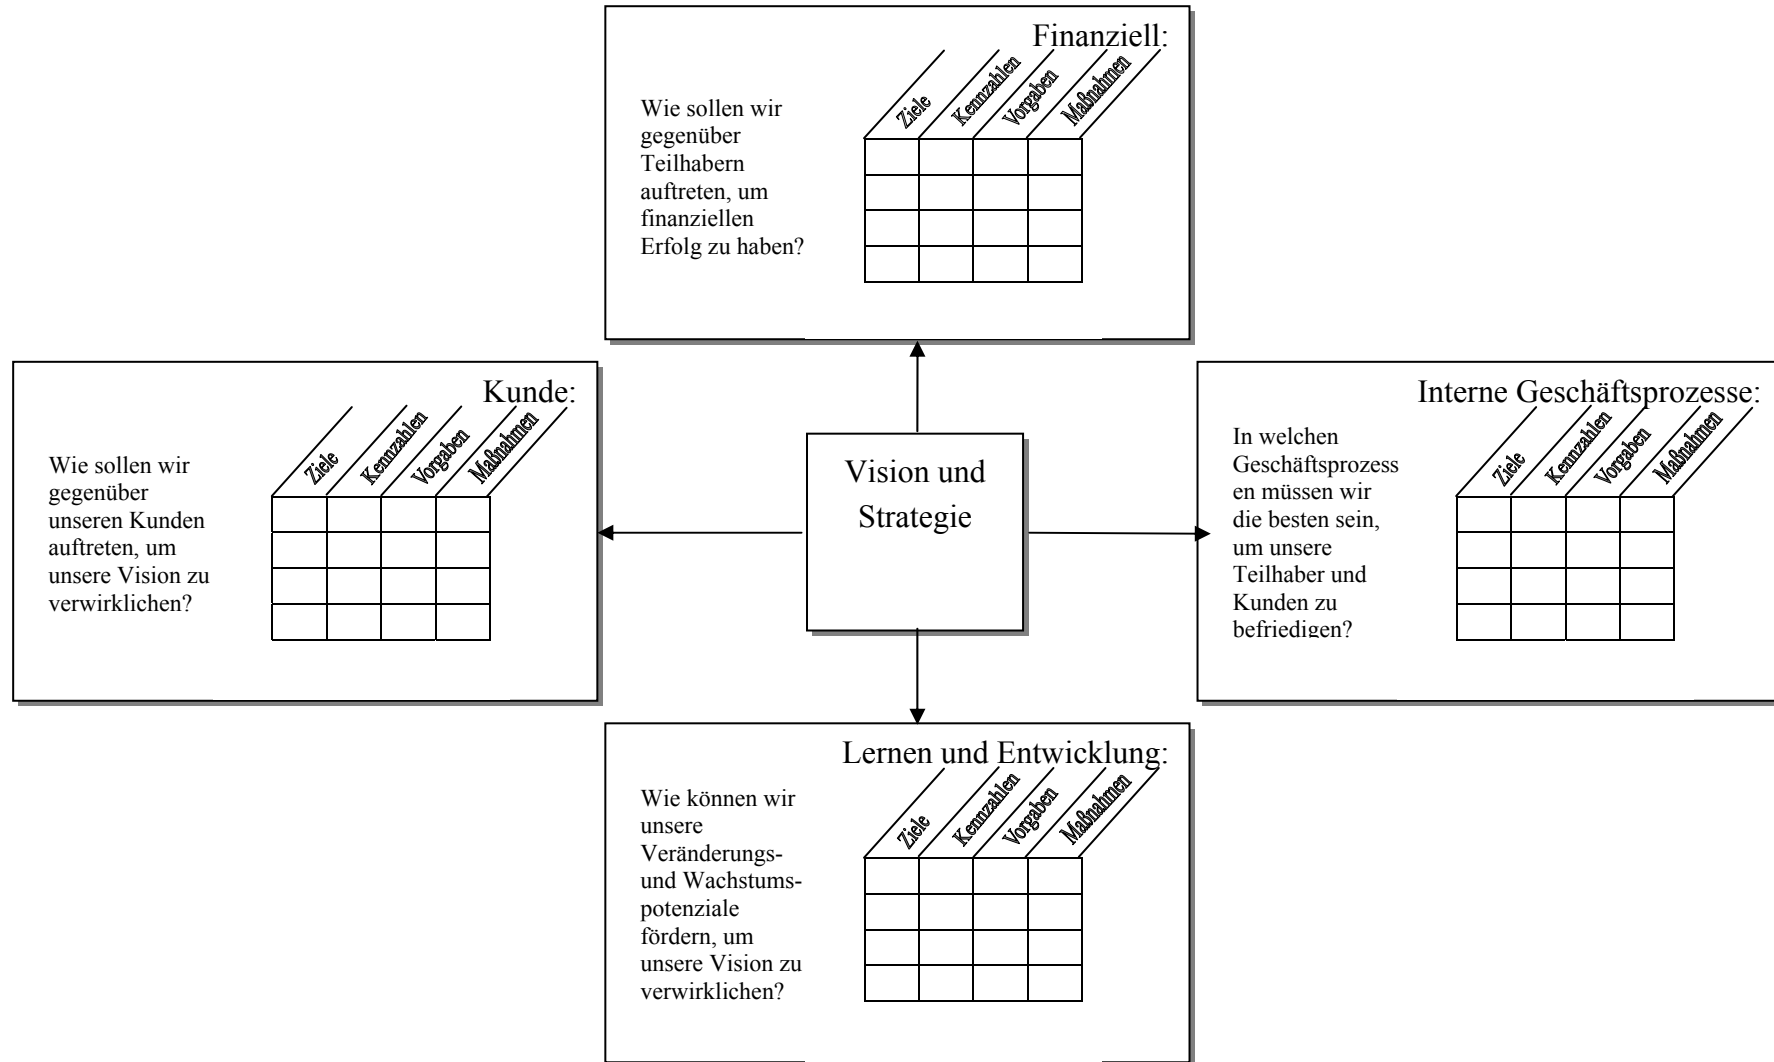 Finanziell:
Ziele
Kennzahlen
Vorgaben
Maßnahmen
Wie sollen wir
gegenüber
Teilhabern
auftreten, um
finanziellen
Erfolg zu haben?
Kunde:
Ziele
Kennzahlen
Vorgaben
Maßnahmen
Wie sollen wir
gegenüber
unseren Kunden
auftreten, um
unsere Vision zu
verwirklichen?
Vision und
Strategie
Interne Geschäftsprozesse:
Ziele
Kennzahlen
Vorgaben
Maßnahmen
In welchen
Geschäftsprozess
en müssen wir
die besten sein,
um unsere
Teilhaber und
Kunden zu
befriedigen?
Lernen und Entwicklung:
Ziele
Kennzahlen
Vorgaben
Maßnahmen
Wie können wir
unsere
Veränderungs-
und Wachstums-
potenziale
fördern, um
unsere Vision zu
verwirklichen?